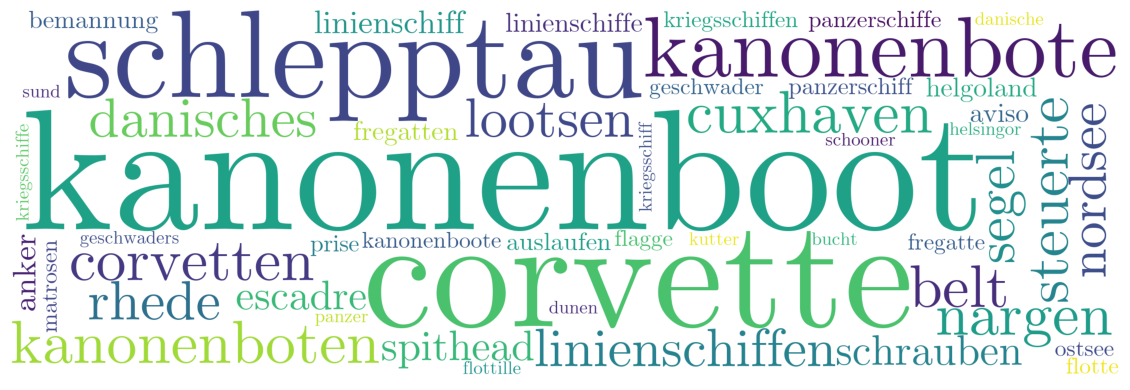 bemannung
linienschiff
linienschiffe
kriegsschiffen
panzerschiffe
danische
schlepptau
kanonenbote
sund
geschwader
panzerschiff
helgoland
danisches
fregatten
lootsen
cuxhaven
aviso
schooner
helsingor
kriegsschiffe
kanonenboot
kriegsschiff
segel
steuerte
nordsee
anker
matrosen
geschwaders
corvetten
prise
kanonenboote
auslaufen
flagge
kutter
bucht
fregatte
rhede
escadre
corvette
belt
panzer
dunen
nargen
kanonenboten
spithead
linienschiffen
schrauben
ostsee
flottille
flotte